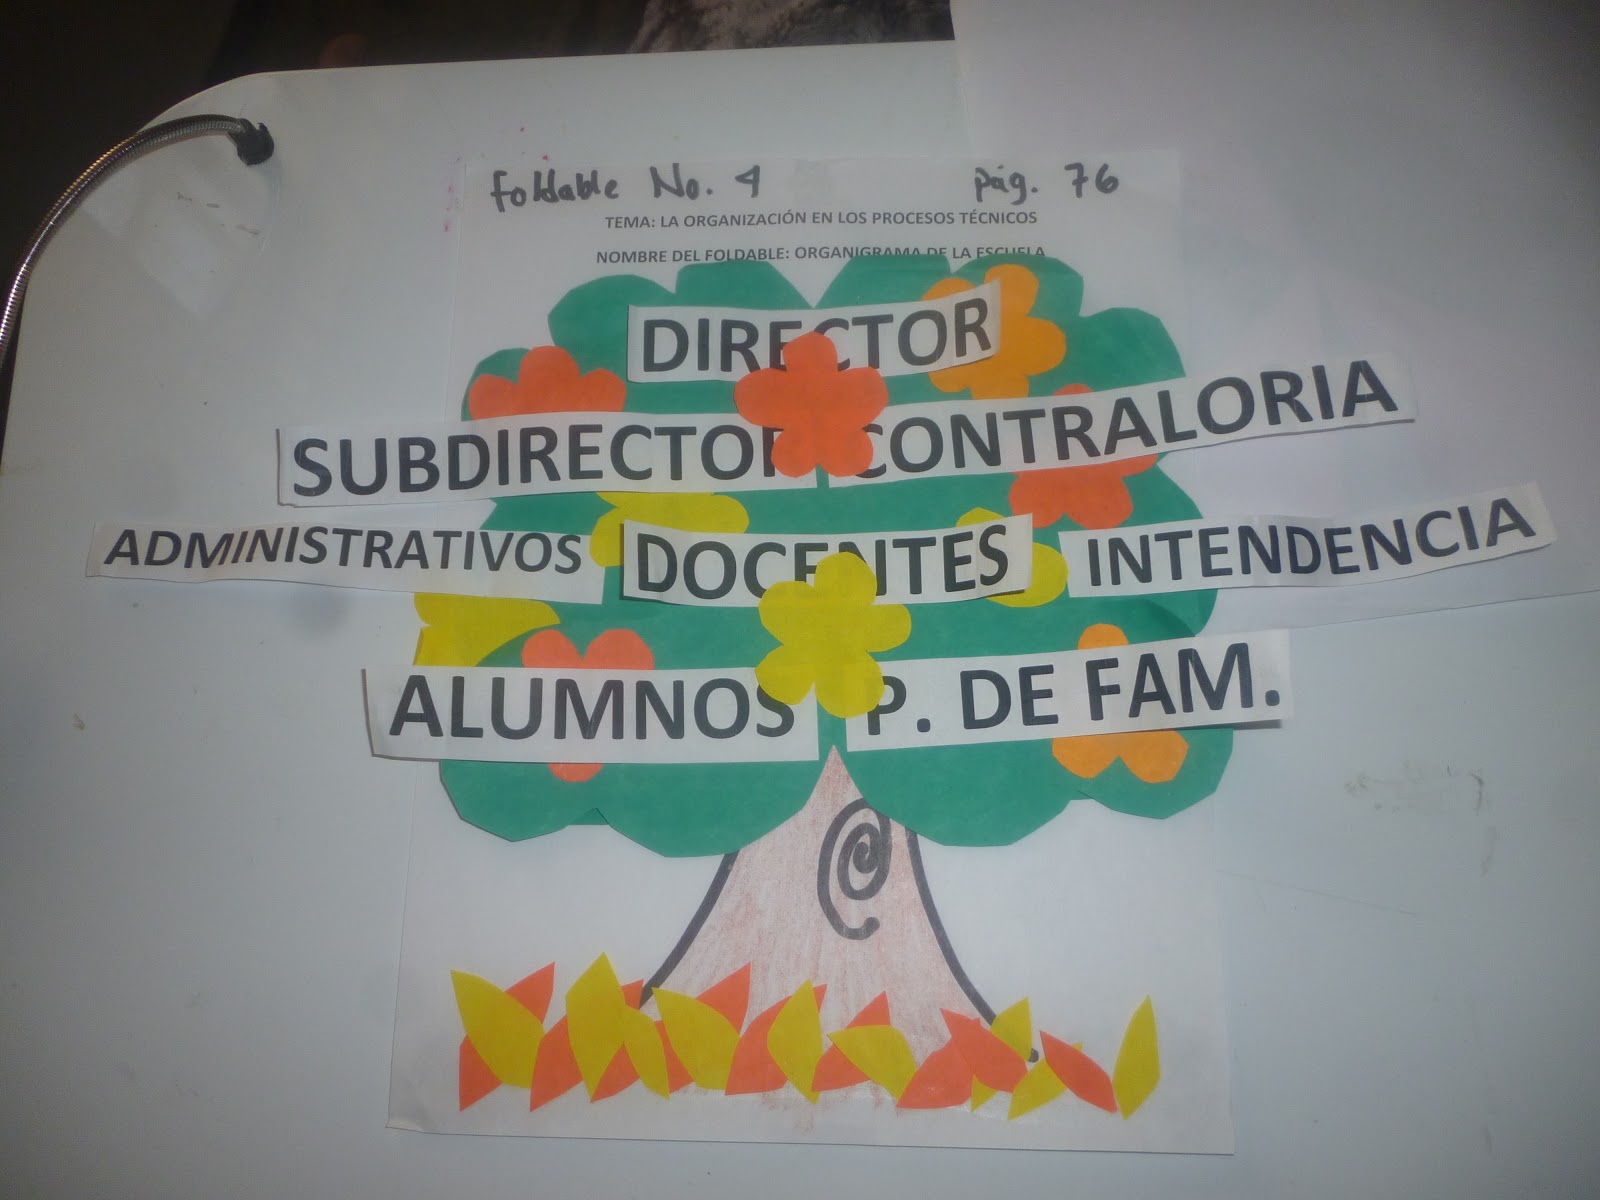 foldable No. 4 pág. 76
TEMA: LA ORGANIZACIÓN EN LOS PROCESOS TÉCNICOS
NOMBRE DEL FOLDABLE: ORGANIGRAMA DE LA ESCUELA
DIRECTOR
SUBDIRECTOR CONTRALORIA
ADMINISTRATIVOS DOCENTES INTENDENCIA
ALUMNOS P. DE FAM.